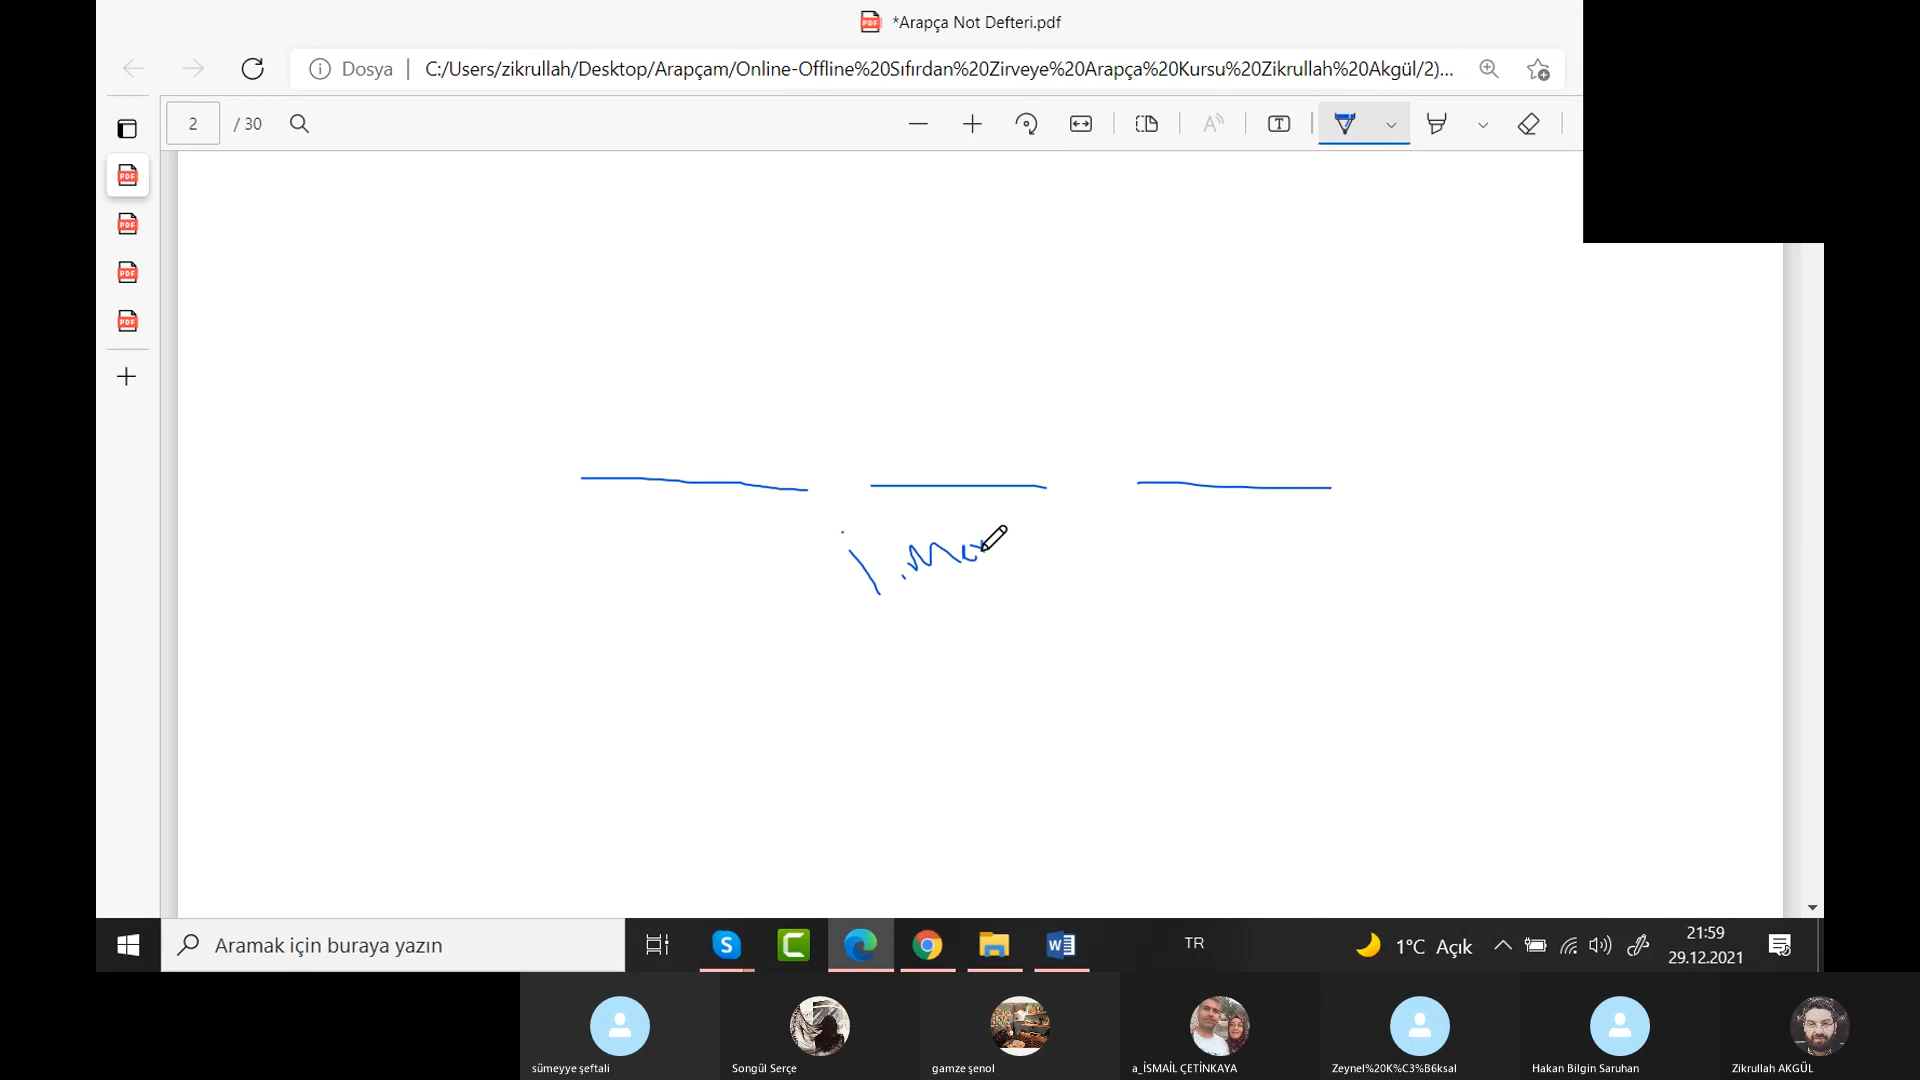 *Arapça Not Defteri.pdf
Dosya | C:/Users/zikrullah/Desktop/Arapçam/Online-Offline%20Sıfırdan%20Zirveye%20Arapça%20Kursu%20Zikrullah%20Akgül/2)...
2 / 30
Aramak için buraya yazın
TR
1°C Açık
21:59
29.12.2021
sümeyye şeftali
Songül Serçe
gamze şenol
a_İSMAİL ÇETİNKAYA
Zeynel%20K%C3%B6ksal
Hakan Bilgin Saruhan
Zikrullah AKGÜL